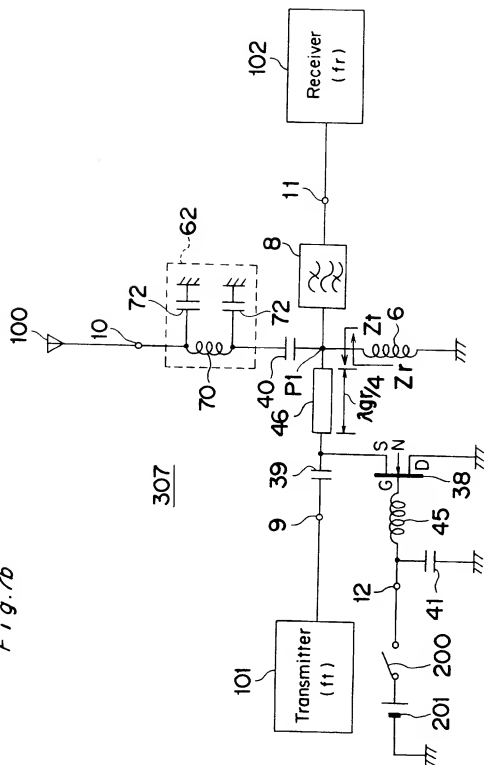 Fig. 7b
307
100
10
62
72
72
70
40
P1
46
λgr/4
Zt
Zr
6
8
11
102
Receiver
(fr)
39
9
101
Transmitter
(ft)
S
N
G
D
38
45
12
41
200
201